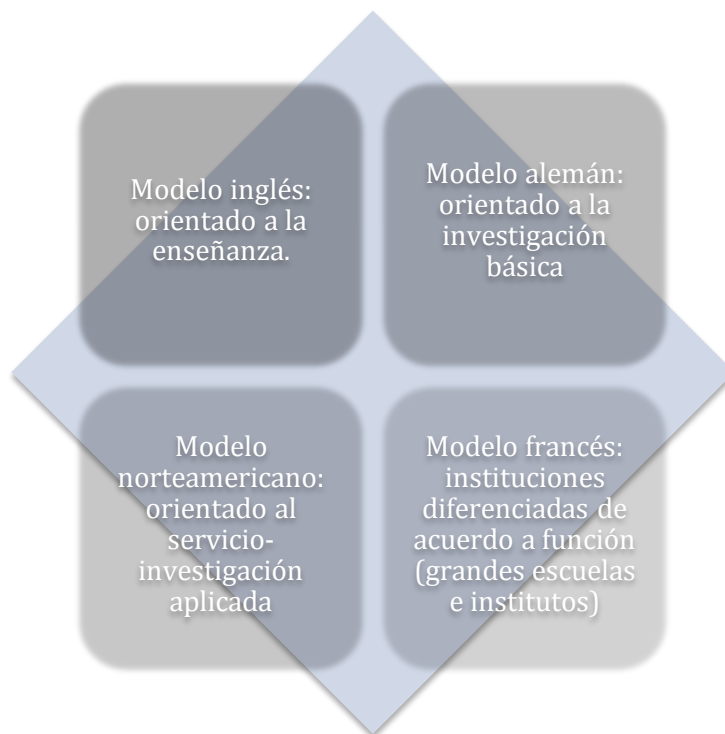 Modelo inglés:
orientado a la
enseñanza.
Modelo alemán:
orientado a la
investigación
básica
Modelo
norteamericano:
orientado al
servicio-
investigación
aplicada
Modelo francés:
instituciones
diferenciadas de
acuerdo a función
(grandes escuelas
e institutos)